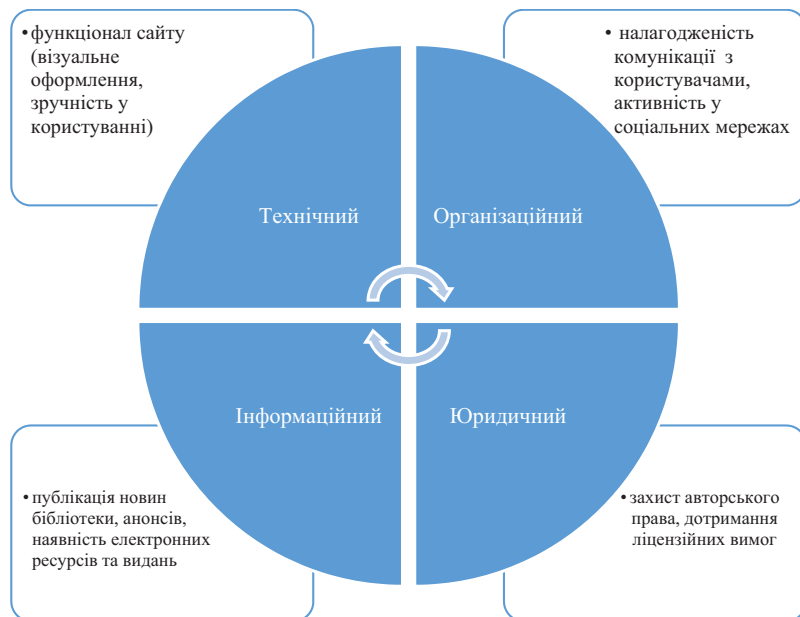 • функціонал сайту
(візуальне
оформлення,
зручність у
користуванні)
• налагодженість
комунікації з
користувачами,
активність у
соціальних мережах
Технічний
Організаційний
Інформаційний
Юридичний
• публікація новин
бібліотеки, анонсів,
наявність електронних
ресурсів та видань
• захист авторського
права, дотримання
ліцензійних вимог